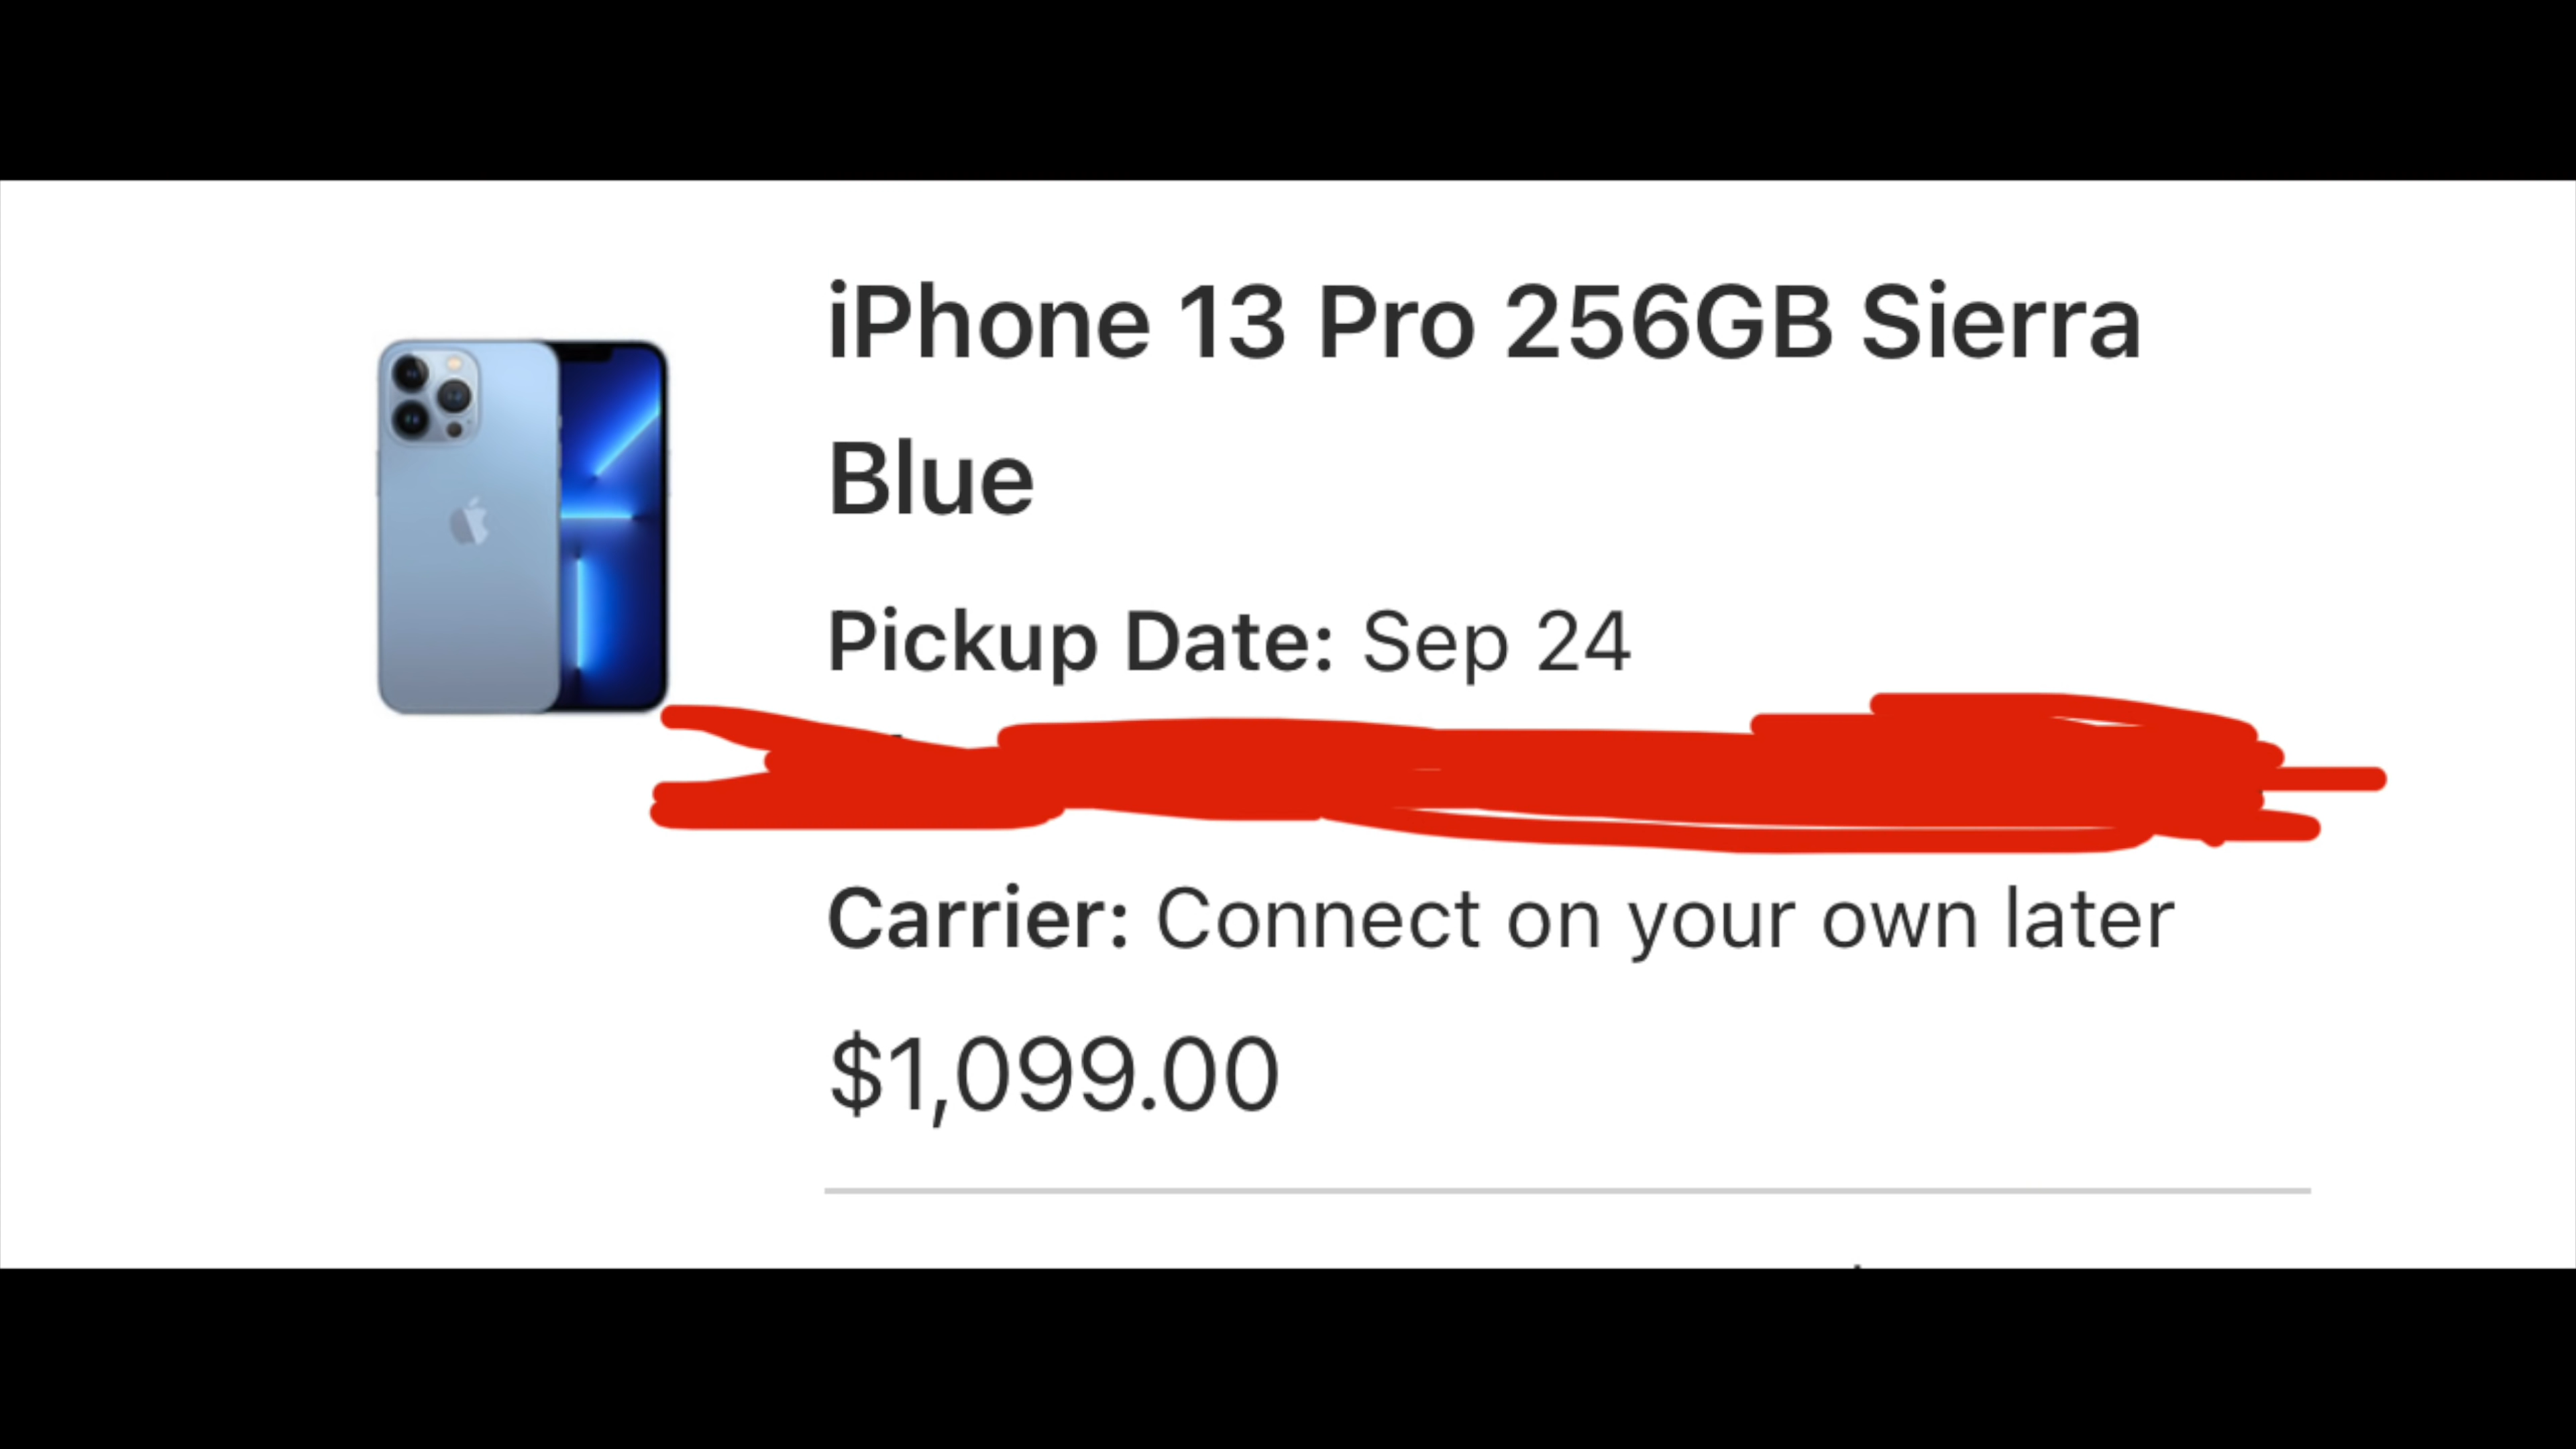 iPhone 13 Pro 256GB Sierra
Blue
Pickup Date: Sep 24
Carrier: Connect on your own later
$1,099.00